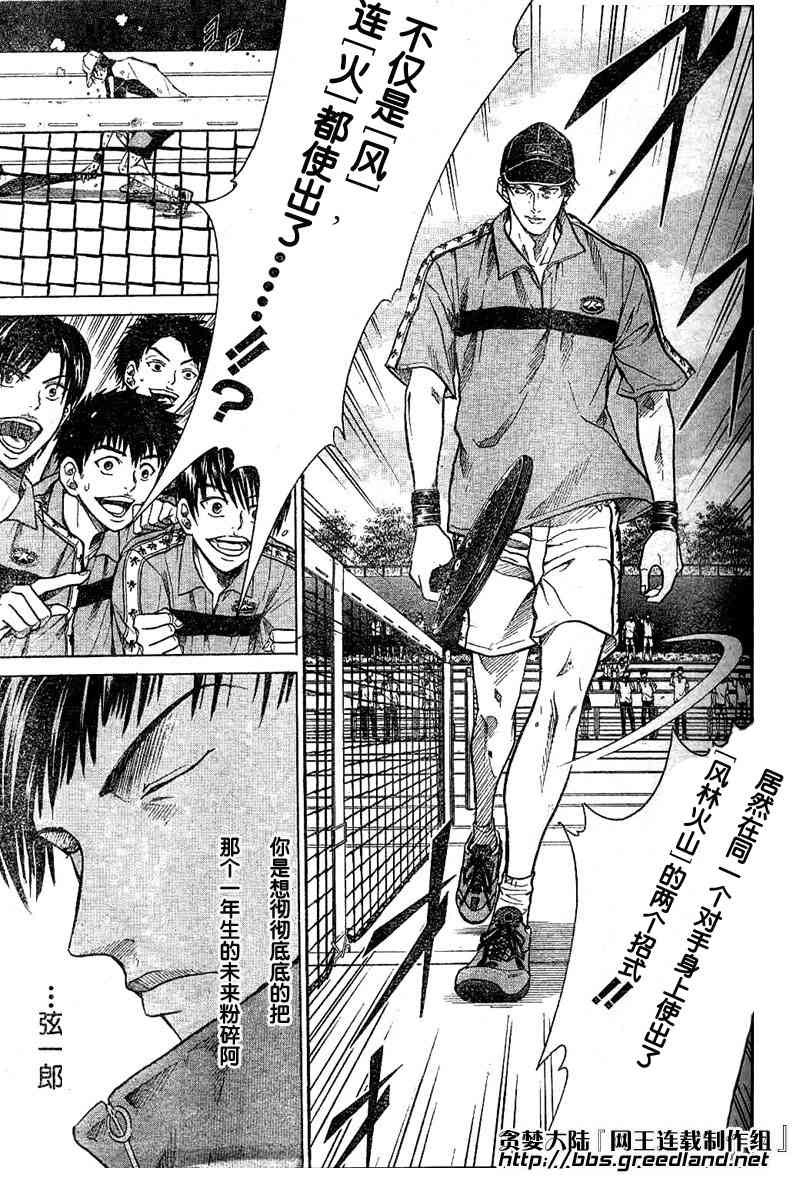 不仅是「风」，
连「火」都使出了……!!?
居然在同一个对手身上使出了
「风林火山」的两个招式!!
你是想彻彻底底的把
那个一年生的未来粉碎阿
…弦一郎
贪婪大陆『网王连载制作组』
http://bbs.greedland.net